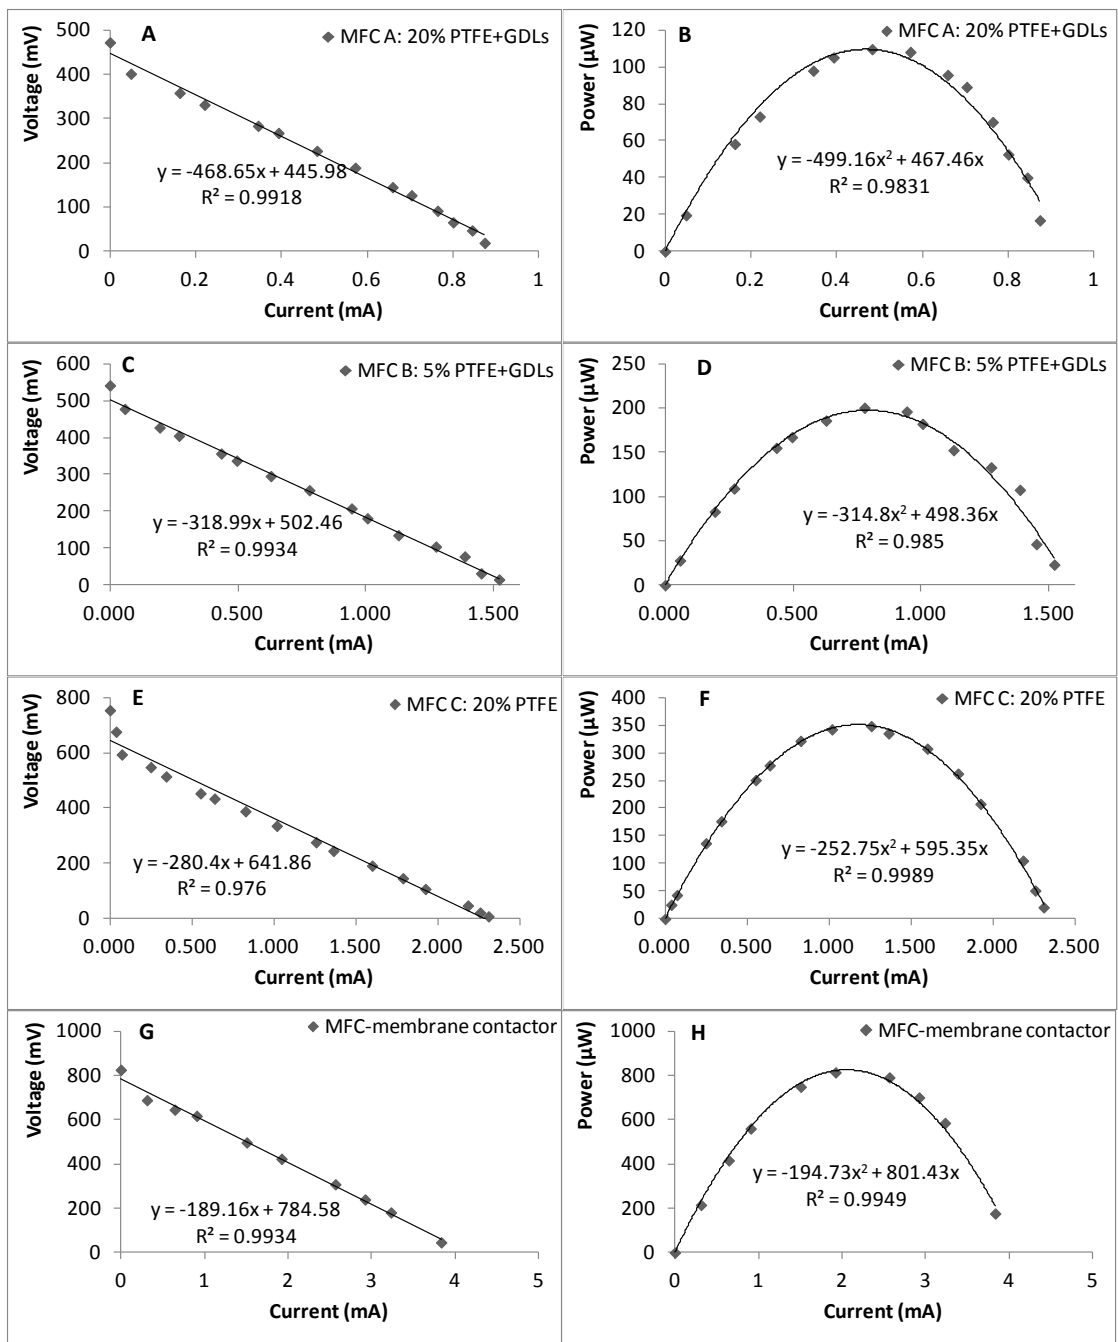 A
MFC A: 20% PTFE+GDLs
Voltage (mV)
500
400
300
200
100
0
y = -468.65x + 445.98
R² = 0.9918
0 0.2 0.4 0.6 0.8 1
Current (mA)
B
MFC A: 20% PTFE+GDLs
Power (µW)
120
100
80
60
40
20
0
y = -499.16x² + 467.46x
R² = 0.9831
0 0.2 0.4 0.6 0.8 1
Current (mA)
C
MFC B: 5% PTFE+GDLs
Voltage (mV)
600
500
400
300
200
100
0
y = -318.99x + 502.46
R² = 0.9934
0.000 0.500 1.000 1.500
Current (mA)
D
MFC B: 5% PTFE+GDLs
Power (µW)
250
200
150
100
50
0
y = -314.8x² + 498.36x
R² = 0.985
0.000 0.500 1.000 1.500
Current (mA)
E
MFC C: 20% PTFE
Voltage (mV)
800
600
400
200
0
y = -280.4x + 641.86
R² = 0.976
0.000 0.500 1.000 1.500 2.000 2.500
Current (mA)
F
MFC C: 20% PTFE
Power (µW)
400
350
300
250
200
150
100
50
0
y = -252.75x² + 595.35x
R² = 0.9989
0.000 0.500 1.000 1.500 2.000 2.500
Current (mA)
G
MFC-membrane contactor
Voltage (mV)
1000
800
600
400
200
0
y = -189.16x + 784.58
R² = 0.9934
0 1 2 3 4 5
Current (mA)
H
MFC-membrane contactor
Power (µW)
1000
800
600
400
200
0
y = -194.73x² + 801.43x
R² = 0.9949
0 1 2 3 4 5
Current (mA)